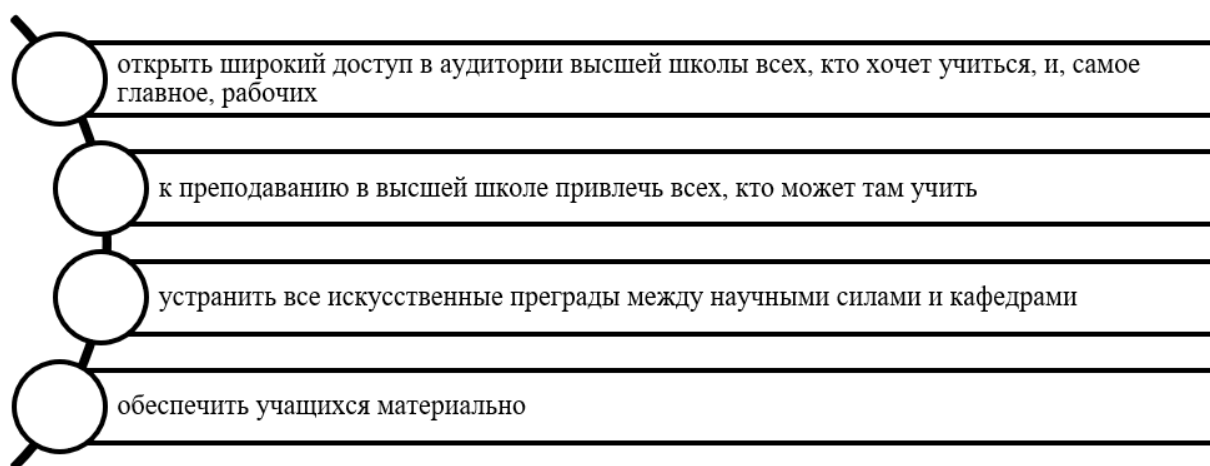 открыть широкий доступ в аудитории высшей школы всех, кто хочет учиться, и, самое
главное, рабочих
к преподаванию в высшей школе привлечь всех, кто может там учить
устранить все искусственные преграды между научными силами и кафедрами
обеспечить учащихся материально